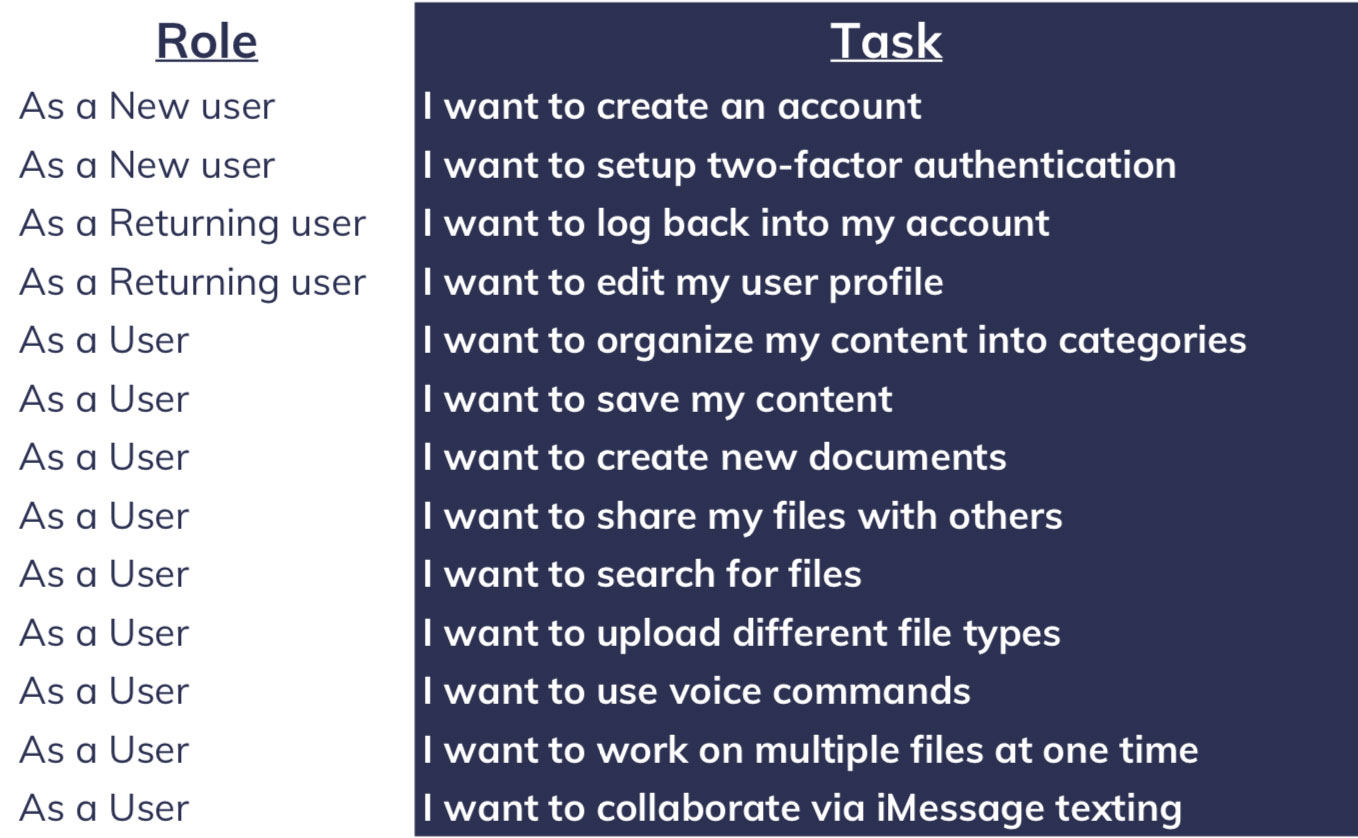 Role Task
As a New user I want to create an account
As a New user I want to setup two-factor authentication
As a Returning user I want to log back into my account
As a Returning user I want to edit my user profile
As a User I want to organize my content into categories
As a User I want to save my content
As a User I want to create new documents
As a User I want to share my files with others
As a User I want to search for files
As a User I want to upload different file types
As a User I want to use voice commands
As a User I want to work on multiple files at one time
As a User I want to collaborate via iMessage texting